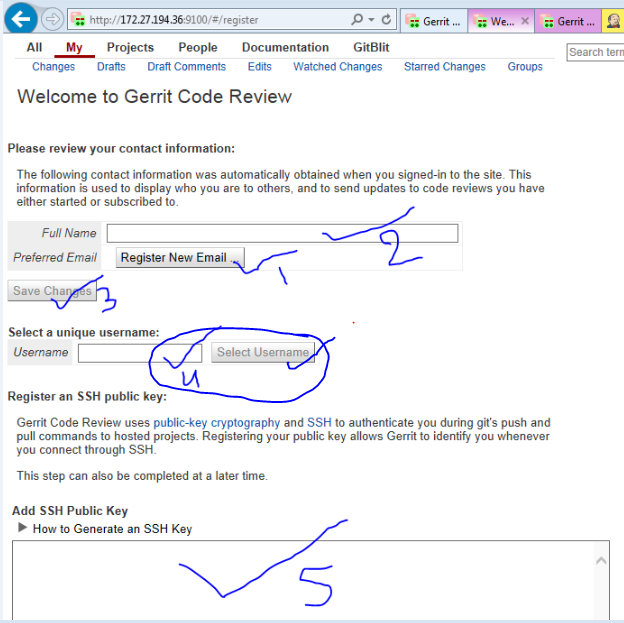 http://172.27.194.36:9100/#/register
Gerrit ...
We...
Gerrit ...
All My Projects People Documentation GitBlit
Search term
Changes Drafts Draft Comments Edits Watched Changes Starred Changes Groups
Welcome to Gerrit Code Review
Please review your contact information:
The following contact information was automatically obtained when you signed-in to the site. This
information is used to display who you are to others, and to send updates to code reviews you have
either started or subscribed to.
Full Name
2
Preferred Email Register New Email ...
1
Save Changes
3
Select a unique username:
Username Select Username
4
Register an SSH public key:
Gerrit Code Review uses public-key cryptography and SSH to authenticate you during git's push and
pull commands to hosted projects. Registering your public key allows Gerrit to identify you whenever
you connect through SSH.
This step can also be completed at a later time.
Add SSH Public Key
How to Generate an SSH Key
5